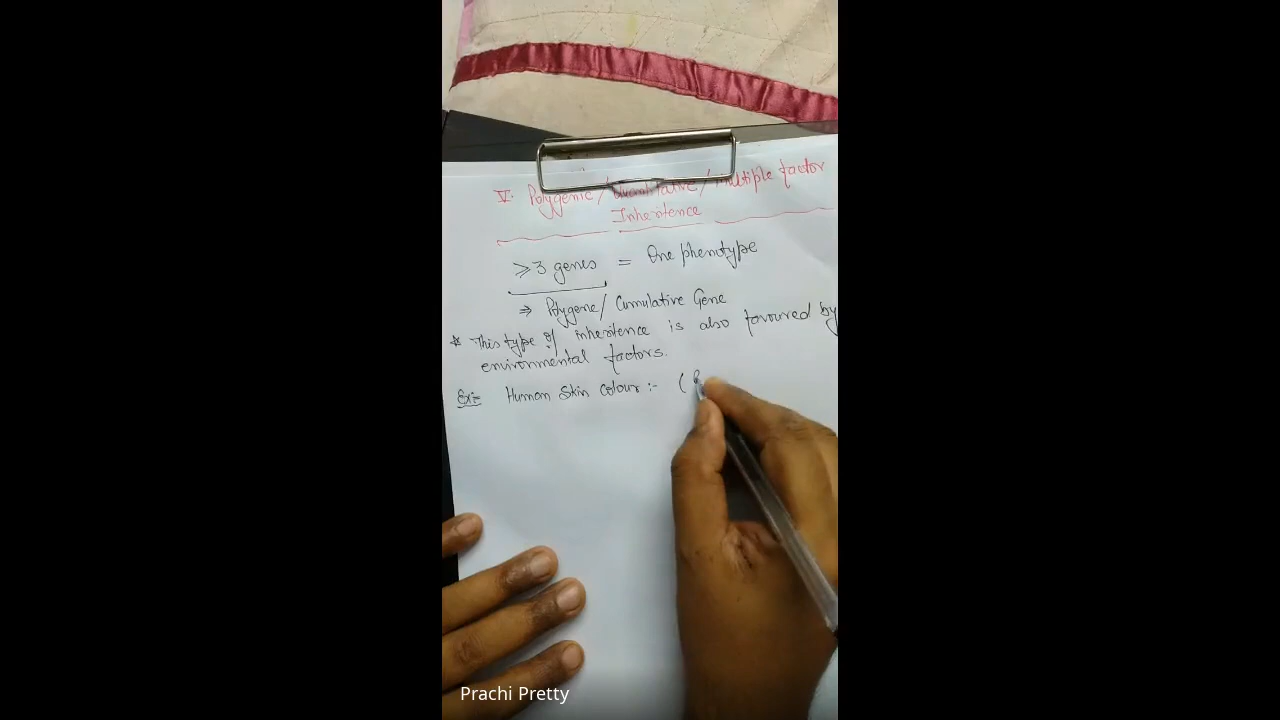 V. Polygenic / Quantitative / Multiple factor
Inheritence
≥3 genes = One phenotype
⇒ Polygene/ Cumulative Gene
* This type of inheritence is also favoured by
environmental factors.
Ex:- Human Skin colour :- (
Prachi Pretty